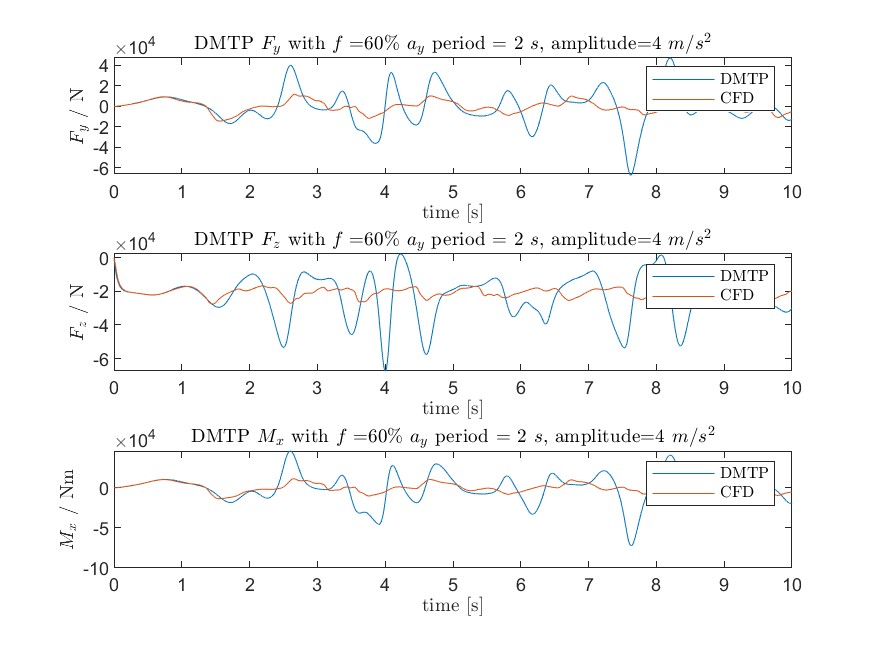 DMTP F_y with f =60% a_y period = 2 s, amplitude=4 m/s²
×10⁴
4
2
0
-2
-4
-6
F_y / N
DMTP
CFD
0 1 2 3 4 5 6 7 8 9 10
time [s]
DMTP F_z with f =60% a_y period = 2 s, amplitude=4 m/s²
×10⁴
0
-2
-4
-6
F_z / N
DMTP
CFD
0 1 2 3 4 5 6 7 8 9 10
time [s]
DMTP M_x with f =60% a_y period = 2 s, amplitude=4 m/s²
×10⁴
0
-5
-10
M_x / Nm
DMTP
CFD
0 1 2 3 4 5 6 7 8 9 10
time [s]